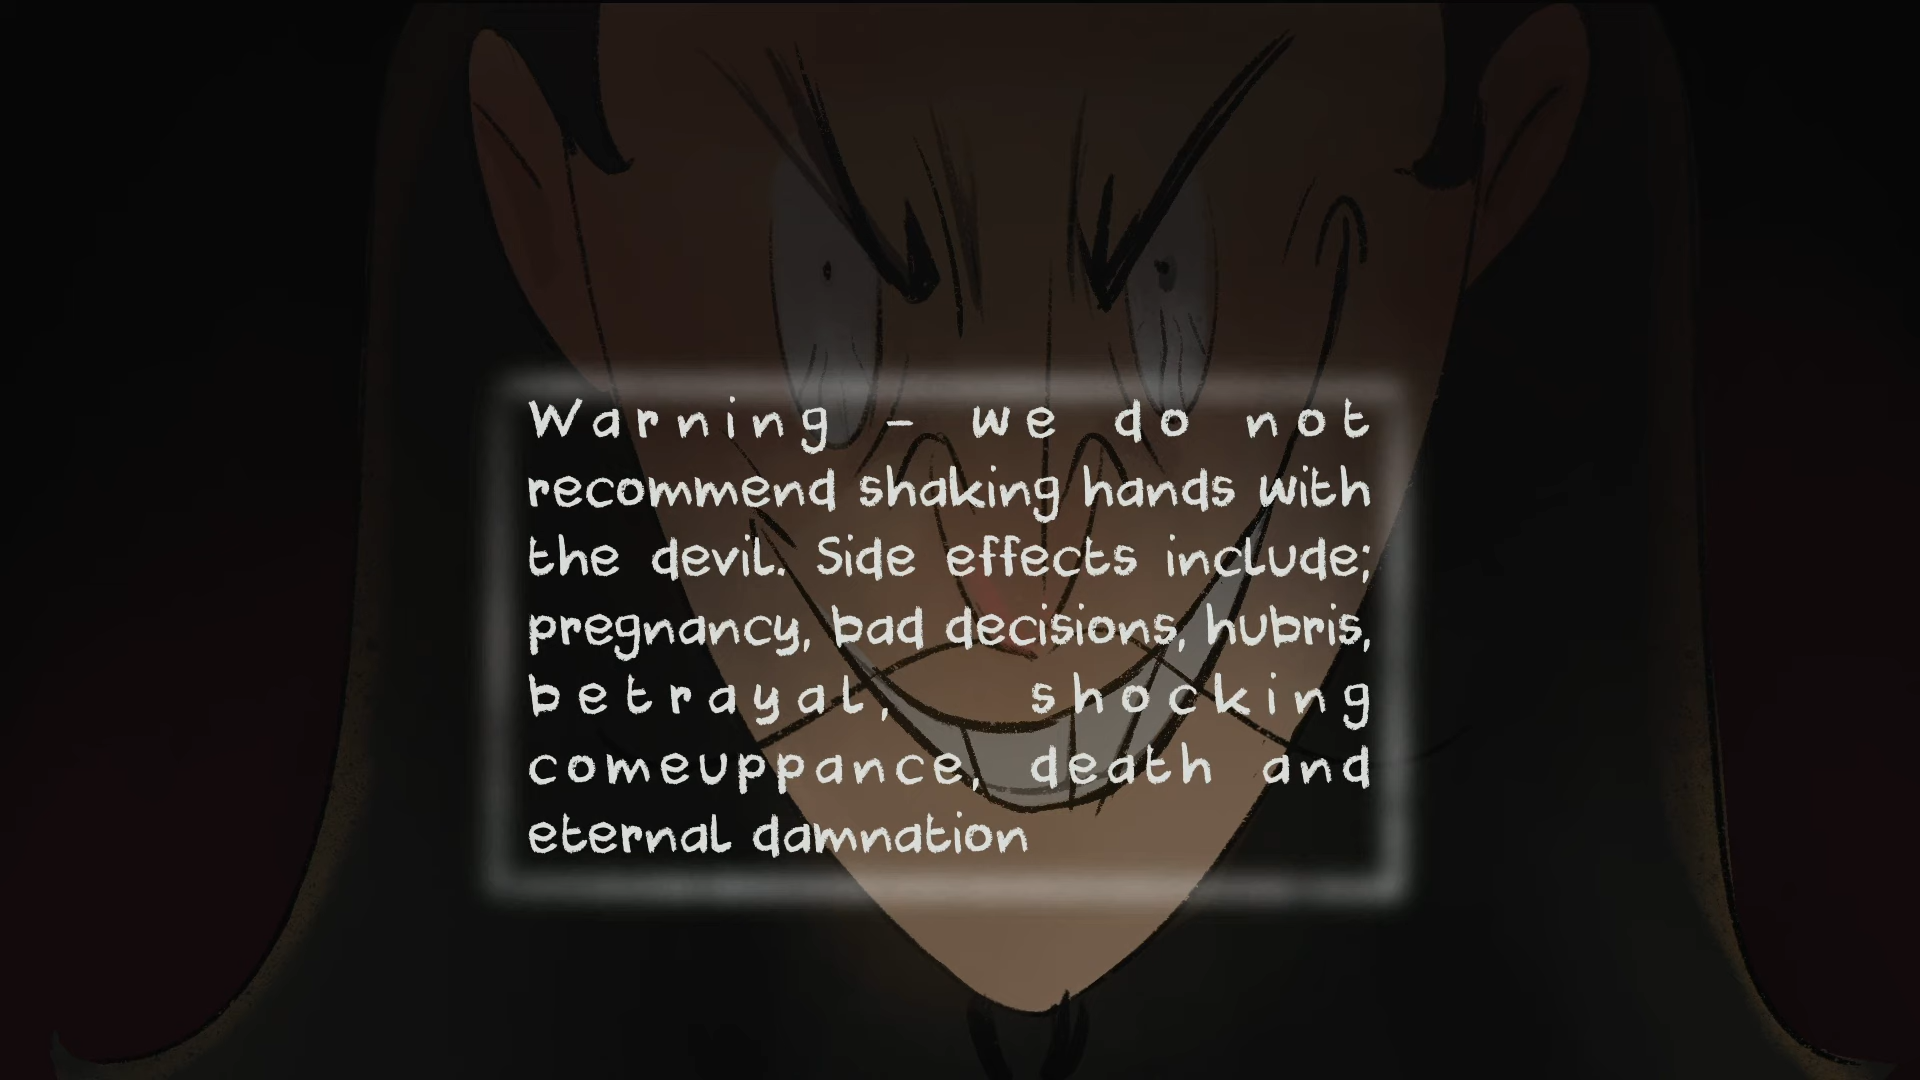 Warning - we do not
recommend shaking hands with
the devil. Side effects include;
pregnancy, bad decisions, hubris,
betrayal, shocking
comeuppance, death and
eternal damnation